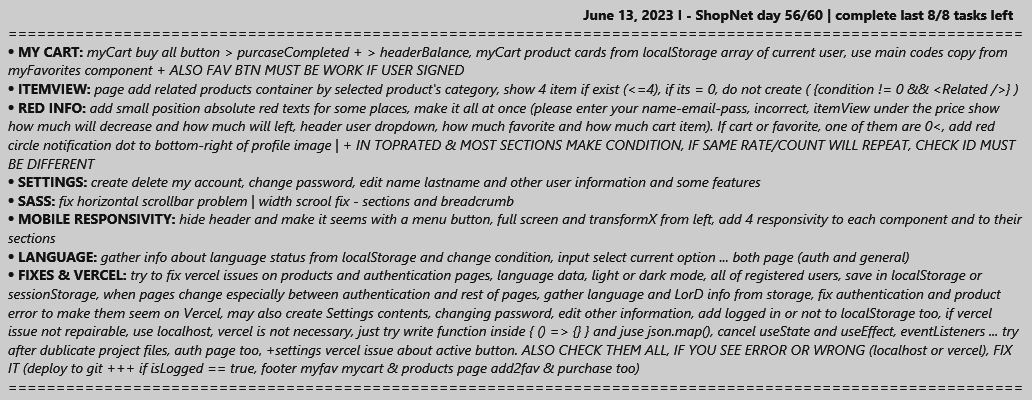 June 13, 2023 I - ShopNet day 56/60 | complete last 8/8 tasks left
==========================================================================================
• MY CART: myCart buy all button > purcaseCompleted + > headerBalance, myCart product cards from localStorage array of current user, use main codes copy from
myFavorites component + ALSO FAV BTN MUST BE WORK IF USER SIGNED
• ITEMVIEW: page add related products container by selected product's category, show 4 item if exist (<=4), if its = 0, do not create ( {condition != 0 && <Related />} )
• RED INFO: add small position absolute red texts for some places, make it all at once (please enter your name-email-pass, incorrect, itemView under the price show
how much will decrease and how much will left, header user dropdown, how much favorite and how much cart item). If cart or favorite, one of them are 0<, add red
circle notification dot to bottom-right of profile image | + IN TOPRATED & MOST SECTIONS MAKE CONDITION, IF SAME RATE/COUNT WILL REPEAT, CHECK ID MUST
BE DIFFERENT
• SETTINGS: create delete my account, change password, edit name lastname and other user information and some features
• SASS: fix horizontal scrollbar problem | width scrool fix - sections and breadcrumb
• MOBILE RESPONSIVITY: hide header and make it seems with a menu button, full screen and transformX from left, add 4 responsivity to each component and to their
sections
• LANGUAGE: gather info about language status from localStorage and change condition, input select current option ... both page (auth and general)
• FIXES & VERCEL: try to fix vercel issues on products and authentication pages, language data, light or dark mode, all of registered users, save in localStorage or
sessionStorage, when pages change especially between authentication and rest of pages, gather language and LorD info from storage, fix authentication and product
error to make them seem on Vercel, may also create Settings contents, changing password, edit other information, add logged in or not to localStorage too, if vercel
issue not repairable, use localhost, vercel is not necessary, just try write function inside { () => {} } and juse json.map(), cancel useState and useEffect, eventListeners ... try
after dublicate project files, auth page too, +settings vercel issue about active button. ALSO CHECK THEM ALL, IF YOU SEE ERROR OR WRONG (localhost or vercel), FIX
IT (deploy to git +++ if isLogged == true, footer myfav mycart & products page add2fav & purchase too)
==========================================================================================